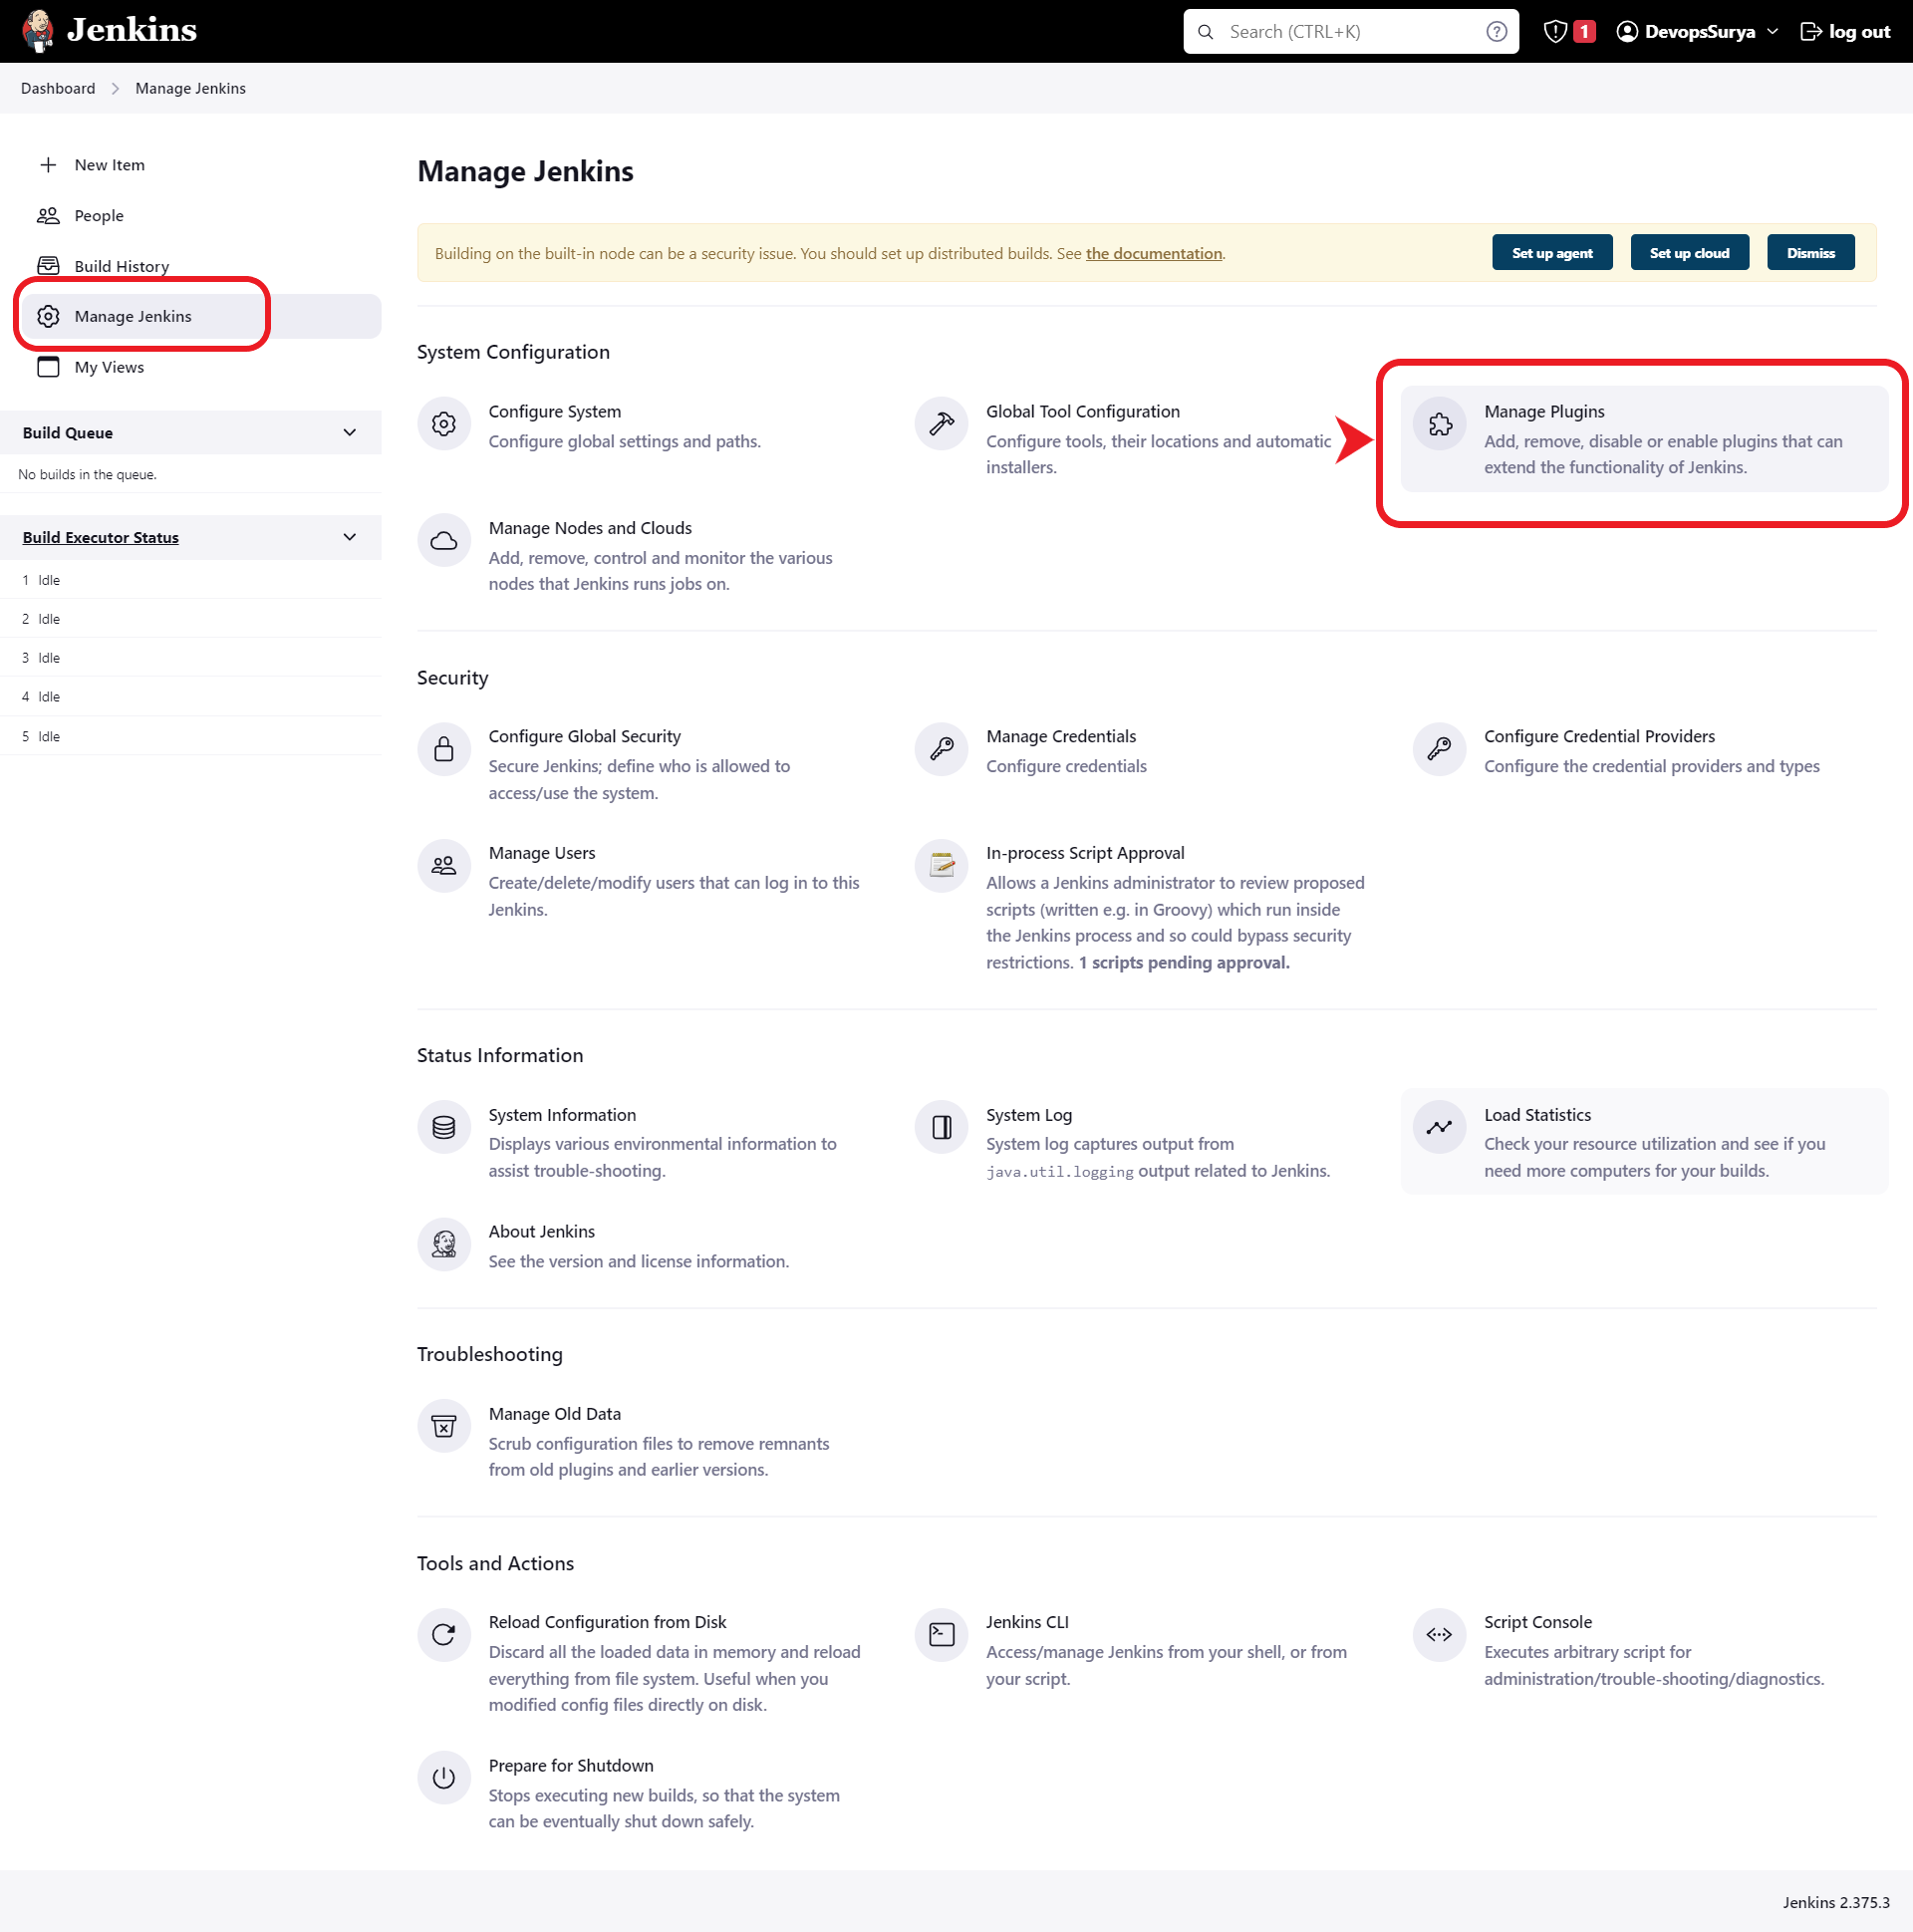 Jenkins
Search (CTRL+K)
1
DevopsSurya
log out
Dashboard
Manage Jenkins
New Item
People
Build History
Manage Jenkins
My Views
Build Queue
No builds in the queue.
Build Executor Status
1 Idle
2 Idle
3 Idle
4 Idle
5 Idle
Manage Jenkins
Building on the built-in node can be a security issue. You should set up distributed builds. See the documentation.
Set up agent
Set up cloud
Dismiss
System Configuration
Configure System
Configure global settings and paths.
Global Tool Configuration
Configure tools, their locations and automatic
installers.
Manage Plugins
Add, remove, disable or enable plugins that can
extend the functionality of Jenkins.
Manage Nodes and Clouds
Add, remove, control and monitor the various
nodes that Jenkins runs jobs on.
Security
Configure Global Security
Secure Jenkins; define who is allowed to
access/use the system.
Manage Credentials
Configure credentials
Configure Credential Providers
Configure the credential providers and types
Manage Users
Create/delete/modify users that can log in to this
Jenkins.
In-process Script Approval
Allows a Jenkins administrator to review proposed
scripts (written e.g. in Groovy) which run inside
the Jenkins process and so could bypass security
restrictions. 1 scripts pending approval.
Status Information
System Information
Displays various environmental information to
assist trouble-shooting.
System Log
System log captures output from
java.util.logging output related to Jenkins.
Load Statistics
Check your resource utilization and see if you
need more computers for your builds.
About Jenkins
See the version and license information.
Troubleshooting
Manage Old Data
Scrub configuration files to remove remnants
from old plugins and earlier versions.
Tools and Actions
Reload Configuration from Disk
Discard all the loaded data in memory and reload
everything from file system. Useful when you
modified config files directly on disk.
Jenkins CLI
Access/manage Jenkins from your shell, or from
your script.
Script Console
Executes arbitrary script for
administration/trouble-shooting/diagnostics.
Prepare for Shutdown
Stops executing new builds, so that the system
can be eventually shut down safely.
Jenkins 2.375.3